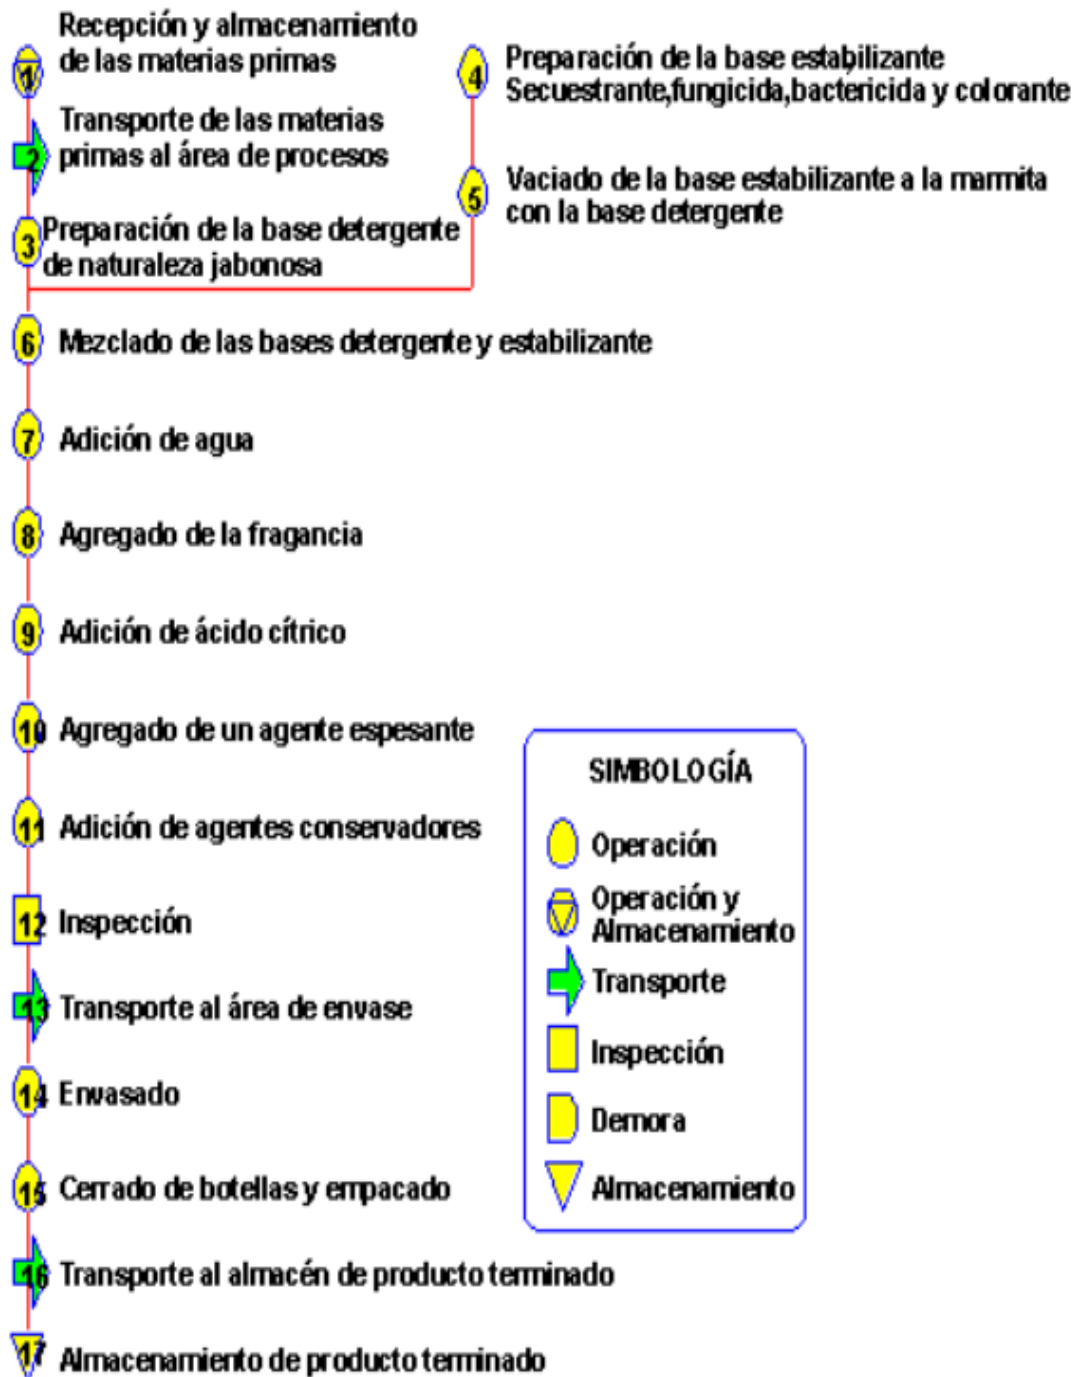 1 Recepción y almacenamiento
de las materias primas
2 Transporte de las materias
primas al área de procesos
3 Preparación de la base detergente
de naturaleza jabonosa
4 Preparación de la base estabilizante
Secuestrante,fungicida,bactericida y colorante
5 Vaciado de la base estabilizante a la marmita
con la base detergente
6 Mezclado de las bases detergente y estabilizante
7 Adición de agua
8 Agregado de la fragancia
9 Adición de ácido cítrico
10 Agregado de un agente espesante
11 Adición de agentes conservadores
12 Inspección
13 Transporte al área de envase
14 Envasado
15 Cerrado de botellas y empacado
16 Transporte al almacén de producto terminado
17 Almacenamiento de producto terminado
SIMBOLOGÍA
Operación
Operación y
Almacenamiento
Transporte
Inspección
Demora
Almacenamiento